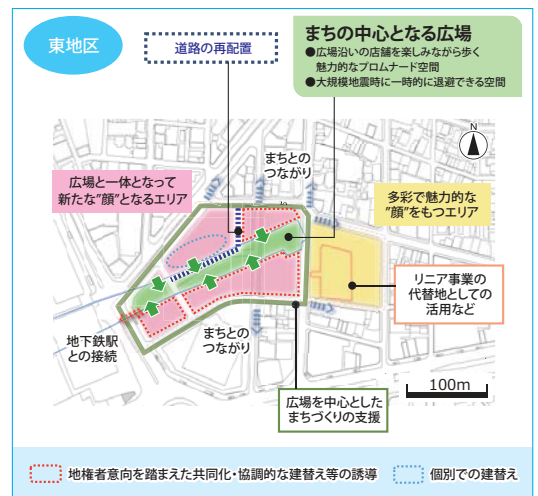 東地区
道路の再配置
まちの中心となる広場
●広場沿いの店舗を楽しみながら歩く
魅力的なプロムナード空間
●大規模地震時に一時的に退避できる空間
N
まちとの
つながり
広場と一体となって
新たな"顔"となるエリア
多彩で魅力的な
"顔"をもつエリア
リニア事業の
代替地としての
活用など
地下鉄駅
との接続
まちとの
つながり
広場を中心とした
まちづくりの支援
100m
地権者意向を踏まえた共同化・協調的な建替え等の誘導
個別での建替え